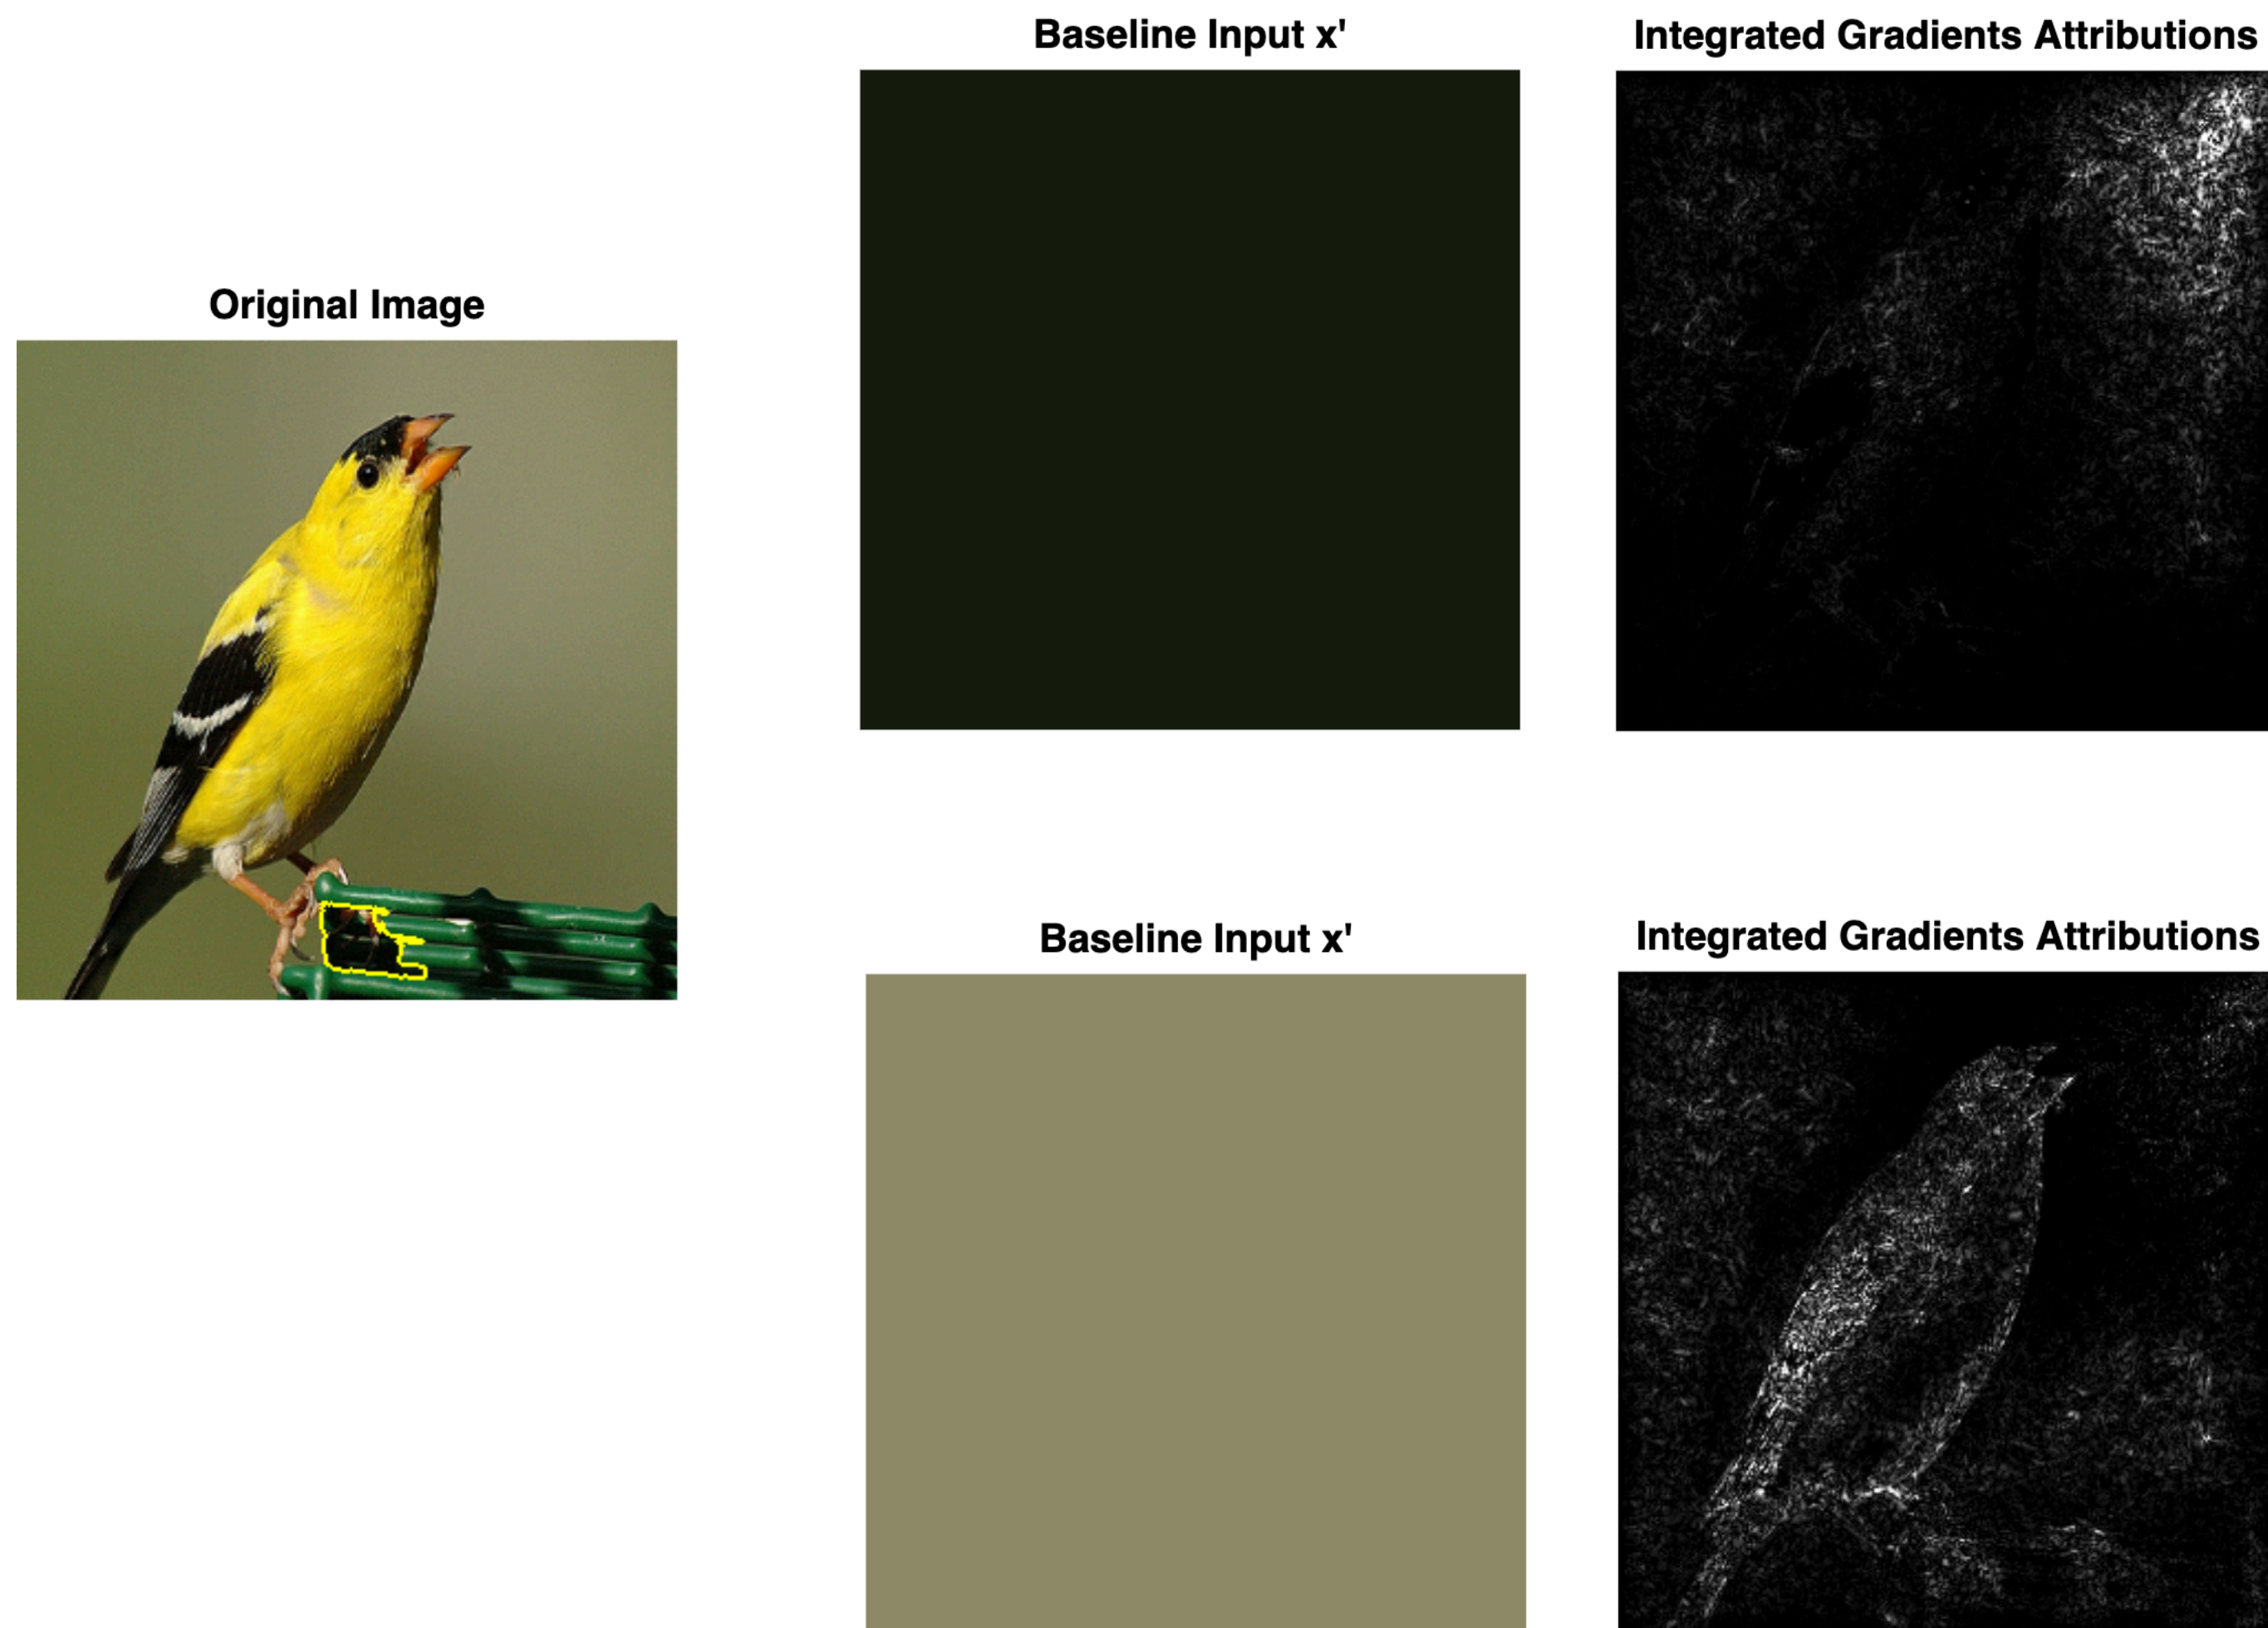 Baseline Input x'
Integrated Gradients Attributions
Original Image
Baseline Input x'
Integrated Gradients Attributions